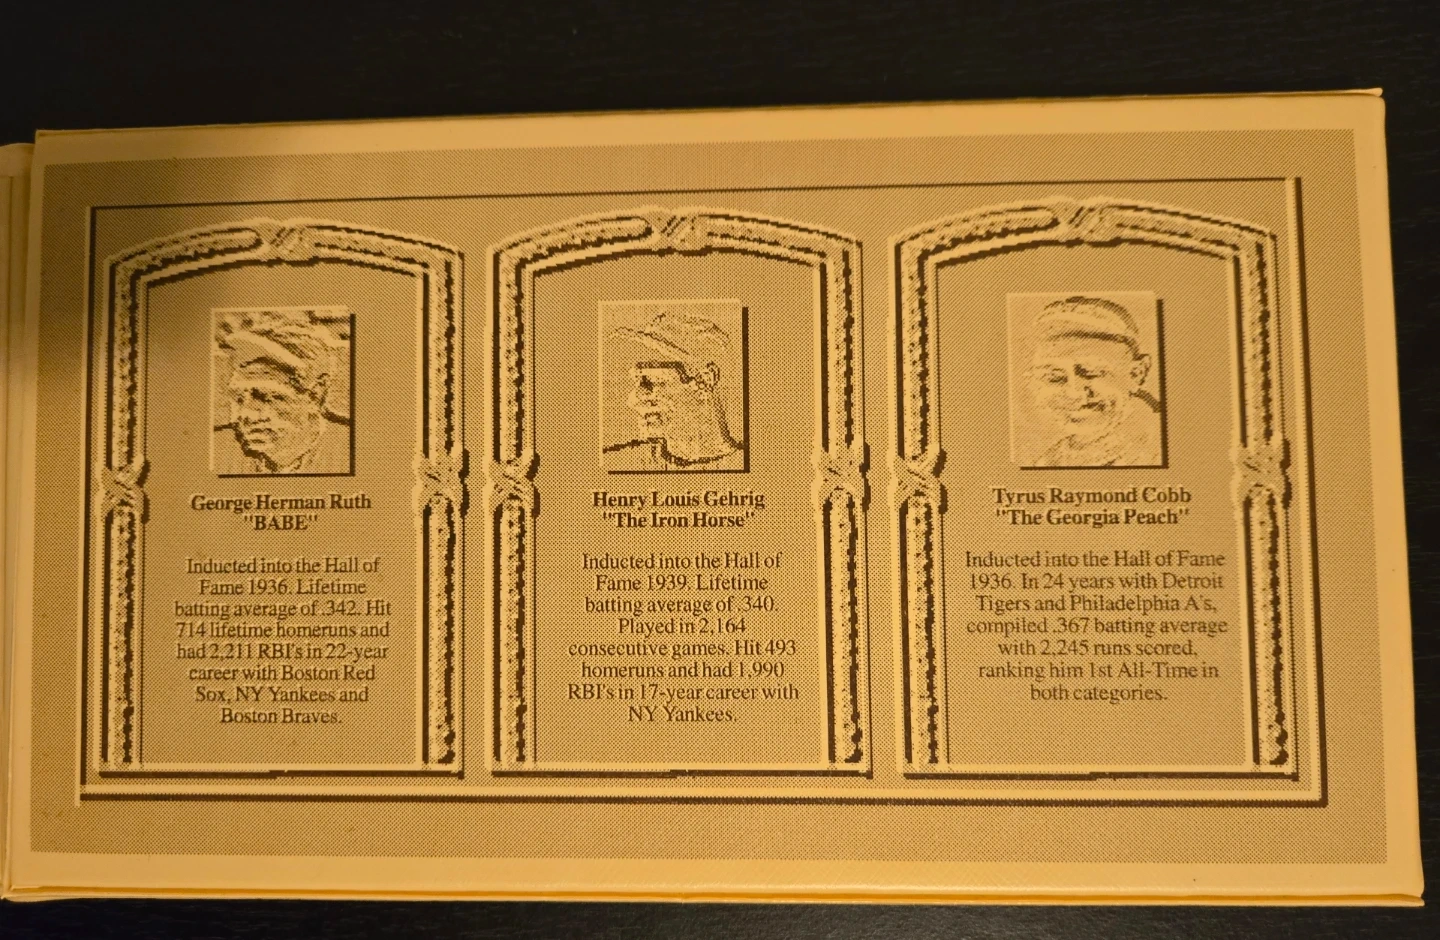 George Herman Ruth
"BABE"
Inducted into the Hall of
Fame 1936. Lifetime
batting average of .342. Hit
714 lifetime homeruns and
had 2,211 RBI's in 22-year
career with Boston Red
Sox, NY Yankees and
Boston Braves.
Henry Louis Gehrig
"The Iron Horse"
Inducted into the Hall of
Fame 1939. Lifetime
batting average of .340.
Played in 2,164
consecutive games. Hit 493
homeruns and had 1,990
RBI's in 17-year career with
NY Yankees.
Tyrus Raymond Cobb
"The Georgia Peach"
Inducted into the Hall of Fame
1936. In 24 years with Detroit
Tigers and Philadelphia A's,
compiled .367 batting average
with 2,245 runs scored,
ranking him 1st All-Time in
both categories.